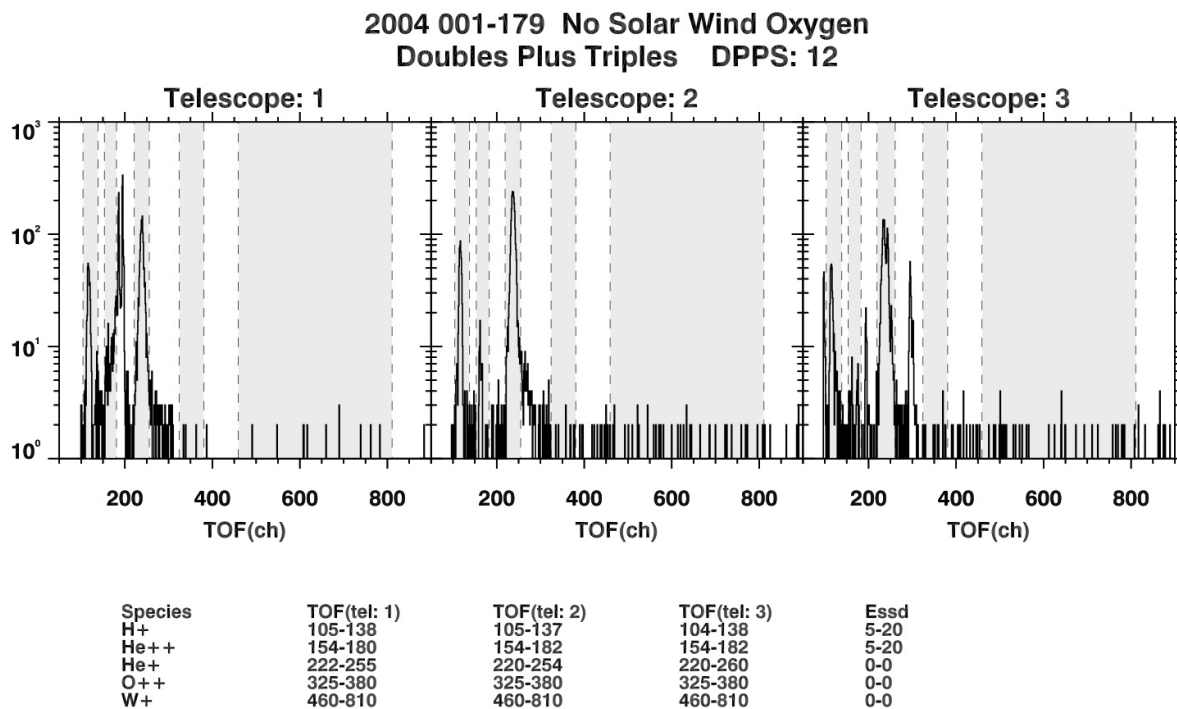 2004 001-179 No Solar Wind Oxygen
Doubles Plus Triples DPPS: 12
Telescope: 1 Telescope: 2 Telescope: 3
10³
10²
10¹
10⁰
200 400 600 800 200 400 600 800 200 400 600 800
TOF(ch) TOF(ch) TOF(ch)
Species TOF(tel: 1) TOF(tel: 2) TOF(tel: 3) Essd
H+ 105-138 105-137 104-138 5-20
He++ 154-180 154-182 154-182 5-20
He+ 222-255 220-254 220-260 0-0
O++ 325-380 325-380 325-380 0-0
W+ 460-810 460-810 460-810 0-0